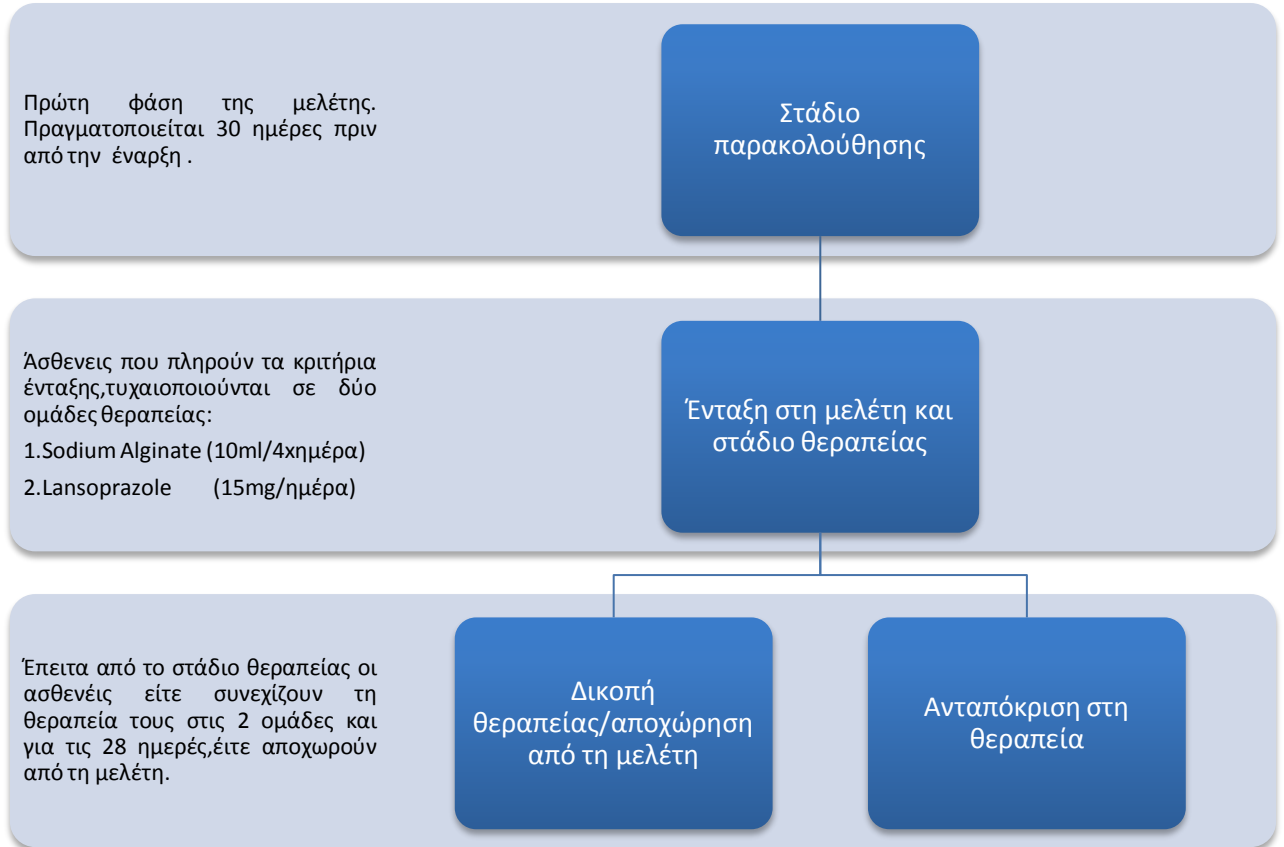 Πρώτη φάση της μελέτης.
Πραγματοποιείται 30 ημέρες πριν
από την έναρξη .
Στάδιο
παρακολούθησης
Άσθενεις που πληρούν τα κριτήρια
ένταξης,τυχαιοποιούνται σε δύο
ομάδες θεραπείας:
1.Sodium Alginate (10ml/4xημέρα)
2.Lansoprazole (15mg/ημέρα)
Ένταξη στη μελέτη και
στάδιο θεραπείας
Έπειτα από το στάδιο θεραπείας οι
ασθενέις είτε συνεχίζουν τη
θεραπεία τους στις 2 ομάδες και
για τις 28 ημερές,έιτε αποχωρούν
από τη μελέτη.
Δικοπή
θεραπείας/αποχώρηση
από τη μελέτη
Ανταπόκριση στη
θεραπεία